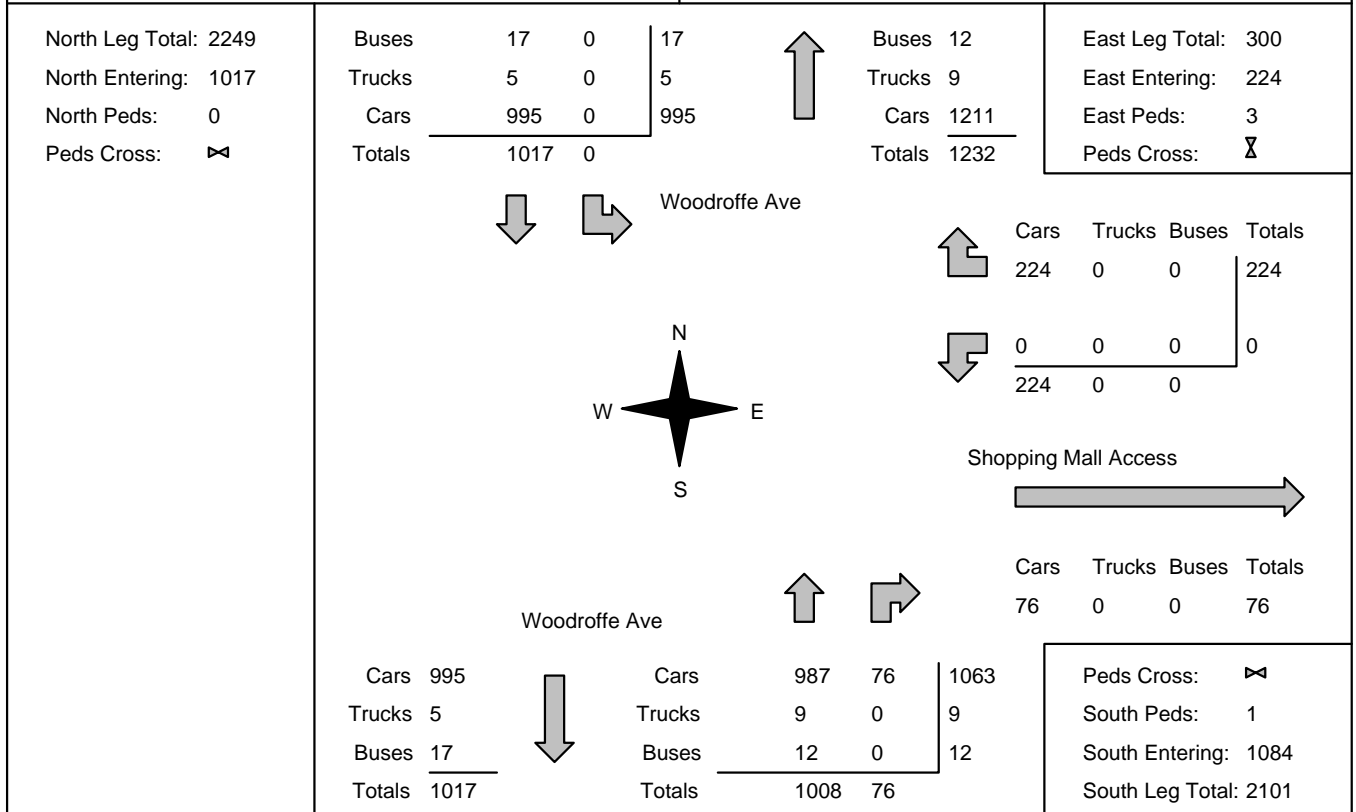 North Leg Total: 2249
North Entering: 1017
North Peds: 0
Peds Cross: ⋈
Buses 17 0 17
Trucks 5 0 5
Cars 995 0 995
Totals 1017 0
Buses 12
Trucks 9
Cars 1211
Totals 1232
East Leg Total: 300
East Entering: 224
East Peds: 3
Peds Cross:
Woodroffe Ave
Cars Trucks Buses Totals
224 0 0 224
0 0 0 0
224 0 0
N
W E
S
Shopping Mall Access
Cars Trucks Buses Totals
76 0 0 76
Woodroffe Ave
Cars 995
Trucks 5
Buses 17
Totals 1017
Cars 987 76 1063
Trucks 9 0 9
Buses 12 0 12
Totals 1008 76
Peds Cross: ⋈
South Peds: 1
South Entering: 1084
South Leg Total: 2101